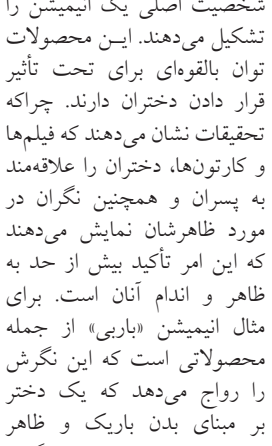 شخصیت اصلی یک انیمیشن را
تشکیل می‌دهند. ایــن محصولات
توان بالقوه‌ای برای تحت تأثیر
قرار دادن دختران دارند. چراکه
تحقیقات نشان می‌دهند که فیلم‌ها
و کارتون‌ها، دختران را علاقه‌مند
به پسران و همچنین نگران در
مورد ظاهرشان نمایش می‌دهند
که این امر تأکید بیش از حد به
ظاهر و اندام آنان است. برای
مثال انیمیشن «باربی» از جمله
محصولاتی است که این نگرش
را رواج می‌دهد که یک دختر
بر مبنای بدن باریک و ظاهر